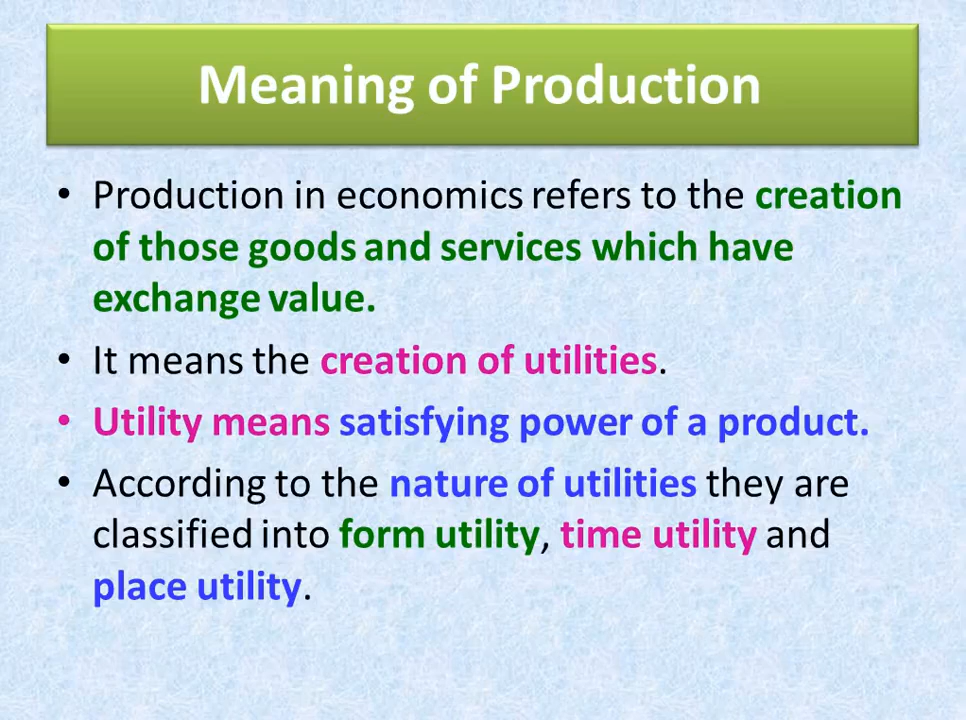 Meaning of Production
• Production in economics refers to the creation
of those goods and services which have
exchange value.
• It means the creation of utilities.
• Utility means satisfying power of a product.
• According to the nature of utilities they are
classified into form utility, time utility and
place utility.